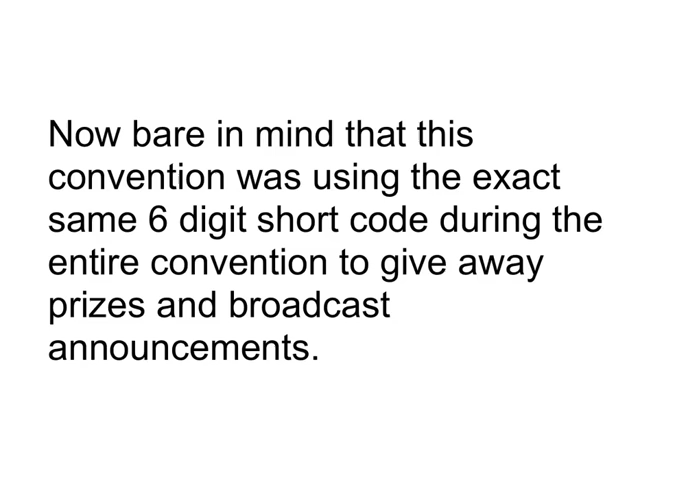 Now bare in mind that this
convention was using the exact
same 6 digit short code during the
entire convention to give away
prizes and broadcast
announcements.